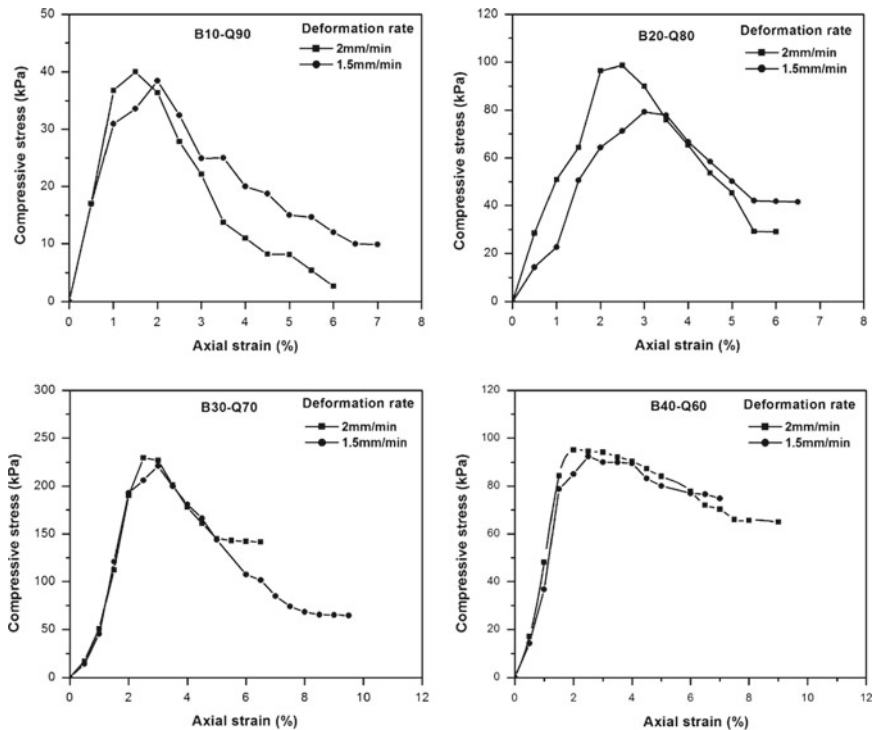 B10-Q90
Deformation rate
2mm/min
1.5mm/min
Compressive stress (kPa)
50
40
30
20
10
0
0 1 2 3 4 5 6 7 8
Axial strain (%)
B20-Q80
Deformation rate
2mm/min
1.5mm/min
Compressive stress (kPa)
120
100
80
60
40
20
0
0 1 2 3 4 5 6 7 8
Axial strain (%)
B30-Q70
Deformation rate
2mm/min
1.5mm/min
Compressive stress (kPa)
300
250
200
150
100
50
0
0 2 4 6 8 10 12
Axial strain (%)
B40-Q60
Deformation rate
2mm/min
1.5mm/min
Compressive stress (kPa)
120
100
80
60
40
20
0
0 2 4 6 8 10 12
Axial strain (%)